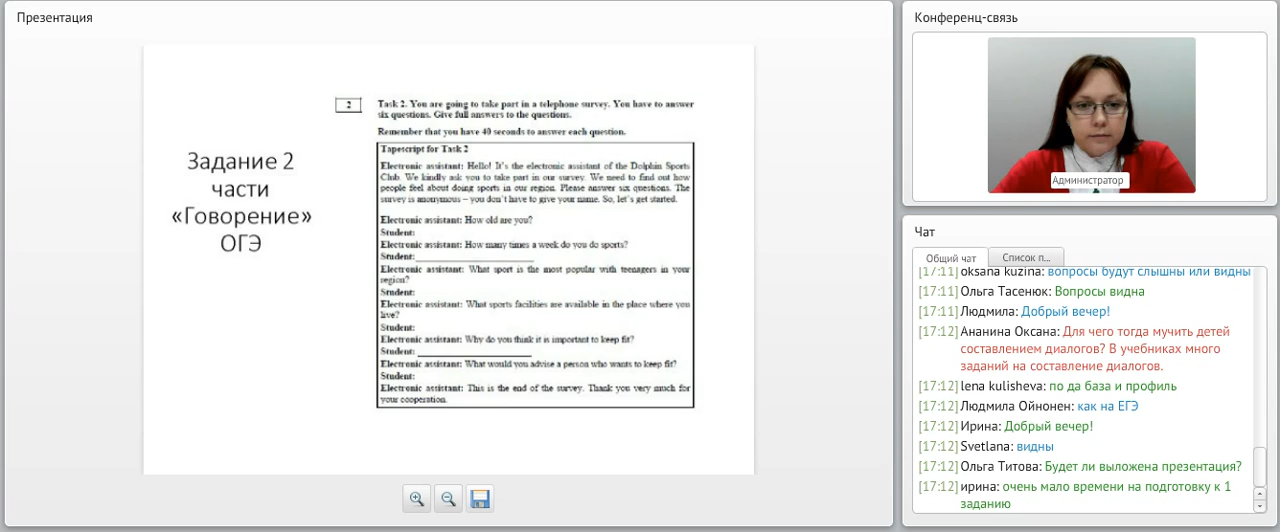 Презентация
Задание 2
части
«Говорение»
ОГЭ
2
Task 2. You are going to take part in a telephone survey. You have to answer
six questions. Give full answers to the questions.
Remember that you have 40 seconds to answer each question.
Tapescript for Task 2
Electronic assistant: Hello! It's the electronic assistant of the Dolphin Sports
Club. We kindly ask you to take part in our survey. We need to find out how
people feel about doing sports in our region. Please answer six questions. The
survey is anonymous – you don't have to give your name. So, let's get started.
Electronic assistant: How old are you?
Student:
Electronic assistant: How many times a week do you do sports?
Student: ____________________
Electronic assistant: What sport is the most popular with teenagers in your
region?
Student:
Electronic assistant: What sports facilities are available in the place where you
live?
Student:
Electronic assistant: Why do you think it is important to keep fit?
Student: ____________________
Electronic assistant: What would you advise a person who wants to keep fit?
Student:
Electronic assistant: This is the end of the survey. Thank you very much for
your cooperation.
Конференц-связь
Администратор
Чат
Общий чат
Список п...
[17:11] oksana kuzina: вопросы будут слышны или видны
[17:11] Ольга Тасенюк: Вопросы видна
[17:11] Людмила: Добрый вечер!
[17:12] Ананина Оксана: Для чего тогда мучить детей
составлением диалогов? В учебниках много
заданий на составление диалогов.
[17:12] lena kulisheva: по да база и профиль
[17:12] Людмила Ойнонен: как на ЕГЭ
[17:12] Ирина: Добрый вечер!
[17:12] Svetlana: видны
[17:12] Ольга Титова: Будет ли выложена презентация?
[17:12] ирина: очень мало времени на подготовку к 1
заданию